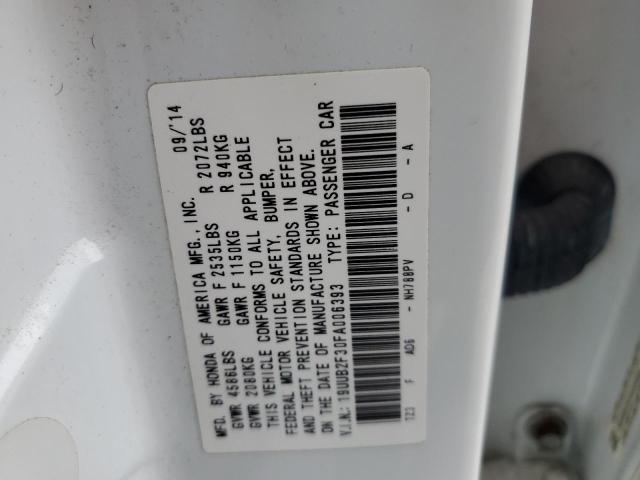 MFD. BY HONDA OF AMERICA MFG., INC. 09/'14
GVWR 4586LBS GAWR F 2535LBS R 2072LBS
GVWR 2080KG GAWR F 1150KG R 940KG
THIS VEHICLE CONFORMS TO ALL APPLICABLE
FEDERAL MOTOR VEHICLE SAFETY, BUMPER,
AND THEFT PREVENTION STANDARDS IN EFFECT
ON THE DATE OF MANUFACTURE SHOWN ABOVE.
V.I.N.: 19UUB2F30FA006393 TYPE: PASSENGER CAR
TZ3 F AD6 - NH788PV - D - A